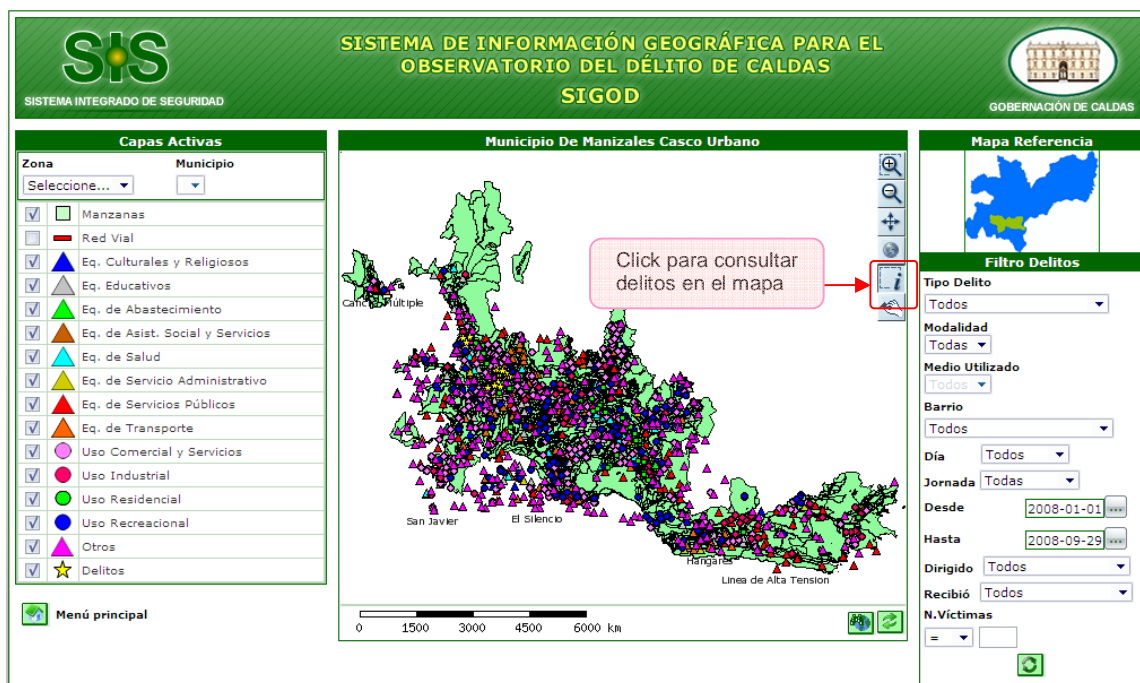 SIS
SISTEMA INTEGRADO DE SEGURIDAD
SISTEMA DE INFORMACIÓN GEOGRÁFICA PARA EL
OBSERVATORIO DEL DÉLITO DE CALDAS
SIGOD
GOBERNACIÓN DE CALDAS
Capas Activas
Zona Municipio
Seleccione...
Manzanas
Red Vial
Eq. Culturales y Religiosos
Eq. Educativos
Eq. de Abastecimiento
Eq. de Asist. Social y Servicios
Eq. de Salud
Eq. de Servicio Administrativo
Eq. de Servicios Públicos
Eq. de Transporte
Uso Comercial y Servicios
Uso Industrial
Uso Residencial
Uso Recreacional
Otros
Delitos
Menú principal
Municipio De Manizales Casco Urbano
Click para consultar
delitos en el mapa
i
Múltiple
San Javier
El Silencio
Hangares
Linea de Alta Tension
0 1500 3000 4500 6000 km
Mapa Referencia
Filtro Delitos
Tipo Delito
Todos
Modalidad
Todas
Medio Utilizado
Todos
Barrio
Todos
Día Todos
Jornada Todas
Desde 2008-01-01 ...
Hasta 2008-09-29 ...
Dirigido Todos
Recibió Todos
N.Víctimas
=